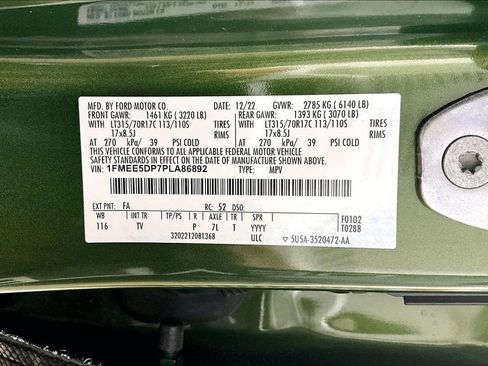 MFD. BY FORD MOTOR CO. DATE: 12/22 GVWR: 2785 KG ( 6140 LB)
FRONT GAWR: 1461 KG ( 3220 LB) REAR GAWR: 1393 KG ( 3070 LB)
WITH LT315/70R17C 113/110S TIRES WITH LT315/70R17C 113/110S TIRES
17x8.5J RIMS 17x8.5J RIMS
AT 270 kPa/ 39 PSI COLD AT 270 kPa/ 39 PSI COLD
THIS VEHICLE CONFORMS TO ALL APPLICABLE FEDERAL MOTOR VEHICLE
SAFETY AND BUMPER STANDARDS IN EFFECT ON THE DATE OF MANUFACTURE SHOWN ABOVE.
VIN: 1FMEE5DP7PLA86892 TYPE: MPV
EXT PNT: FA RC: 52 DSO:
WB INT TR TP/PS R AXLE TR SPR F0102
116 TV P 7L T YYYY T0288
3202212081368 ULC ▽ 5U5A-3520472-AA